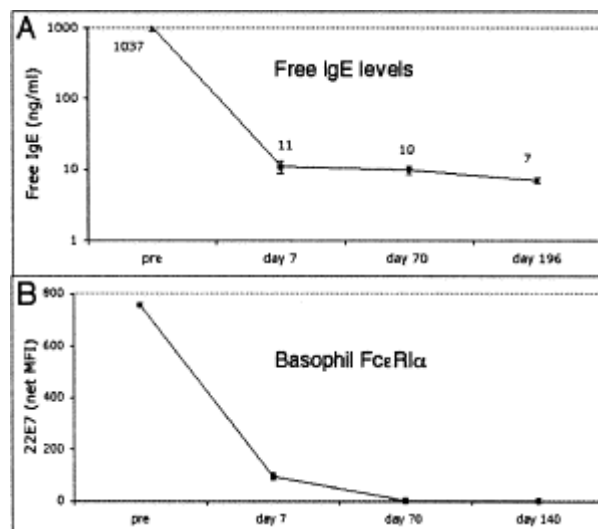 A
1000
1037
Free IgE levels
Free IgE (ng/ml)
100
11
10
7
10
1
pre
day 7
day 70
day 196
B
800
Basophil FcεRIα
22E7 (net MFI)
600
400
200
0
pre
day 7
day 70
day 140